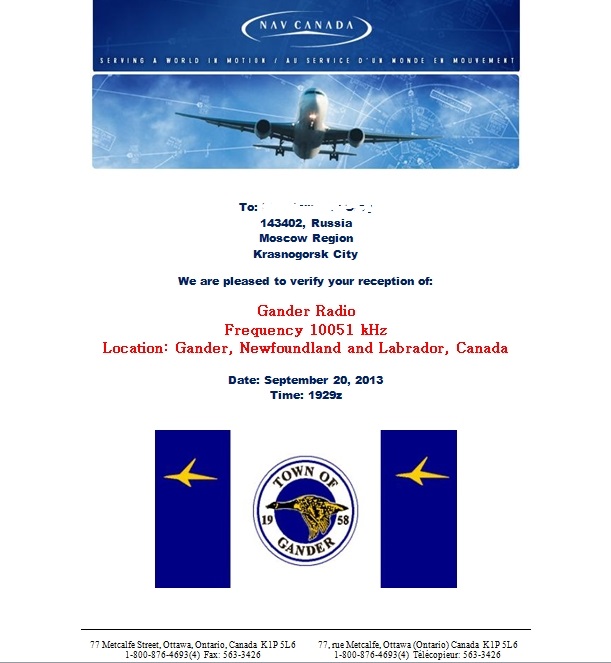 NAV CANADA
SERVING A WORLD IN MOTION / AU SERVICE D'UN MONDE EN MOUVEMENT
To:
143402, Russia
Moscow Region
Krasnogorsk City
We are pleased to verify your reception of:
Gander Radio
Frequency 10051 kHz
Location: Gander, Newfoundland and Labrador, Canada
Date: September 20, 2013
Time: 1929z
TOWN OF
19 58
GANDER
77 Metcalfe Street, Ottawa, Ontario, Canada K1P 5L6 77, rue Metcalfe, Ottawa (Ontario) Canada K1P 5L6
1-800-876-4693(4) Fax: 563-3426 1-800-876-4693(4) Télécopieur: 563-3426